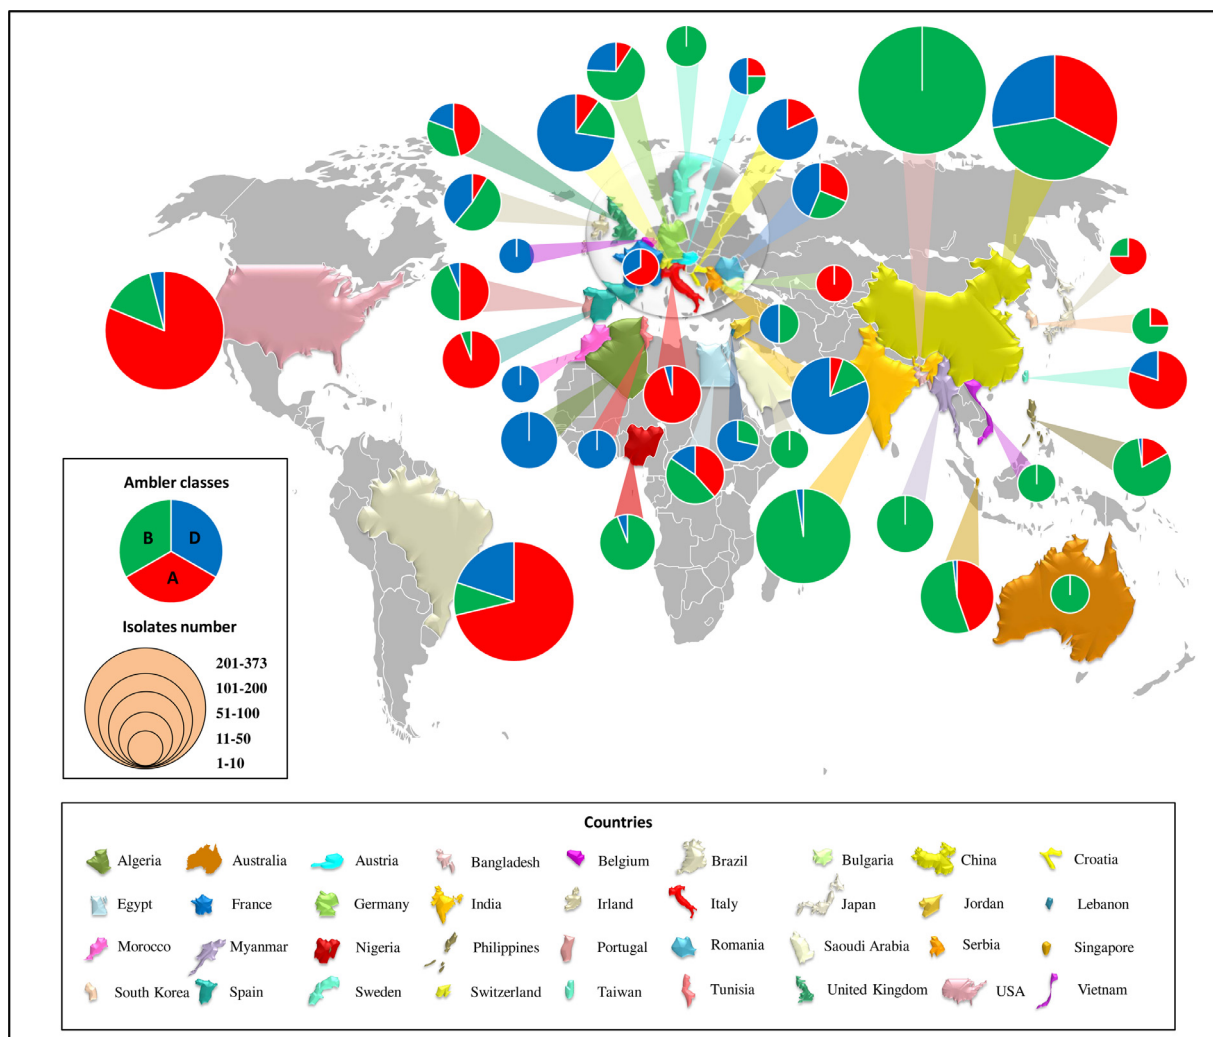 Ambler classes
B
D
A
Isolates number
201-373
101-200
51-100
11-50
1-10
Countries
Algeria Australia Austria Bangladesh Belgium Brazil Bulgaria China Croatia
Egypt France Germany India Irland Italy Japan Jordan Lebanon
Morocco Myanmar Nigeria Philippines Portugal Romania Saoudi Arabia Serbia Singapore
South Korea Spain Sweden Switzerland Taiwan Tunisia United Kingdom USA Vietnam